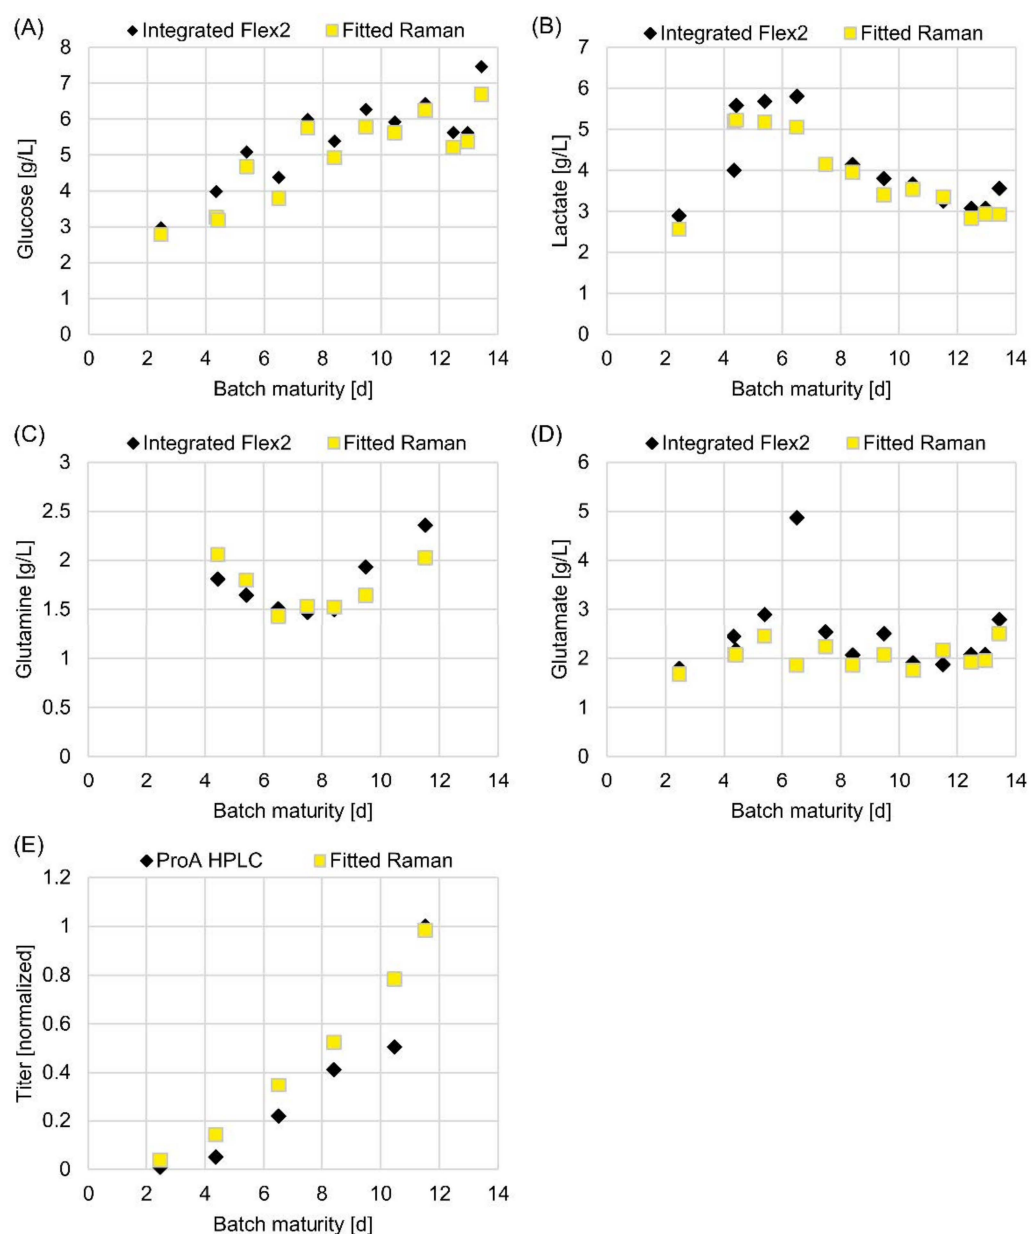 (A) Integrated Flex2 Fitted Raman
Glucose [g/L]
8
7
6
5
4
3
2
1
0
0 2 4 6 8 10 12 14
Batch maturity [d]
(B) Integrated Flex2 Fitted Raman
Lactate [g/L]
7
6
5
4
3
2
1
0
0 2 4 6 8 10 12 14
Batch maturity [d]
(C) Integrated Flex2 Fitted Raman
Glutamine [g/L]
3
2.5
2
1.5
1
0.5
0
0 2 4 6 8 10 12 14
Batch maturity [d]
(D) Integrated Flex2 Fitted Raman
Glutamate [g/L]
6
5
4
3
2
1
0
0 2 4 6 8 10 12 14
Batch maturity [d]
(E) ProA HPLC Fitted Raman
Titer [normalized]
1.2
1
0.8
0.6
0.4
0.2
0
0 2 4 6 8 10 12 14
Batch maturity [d]